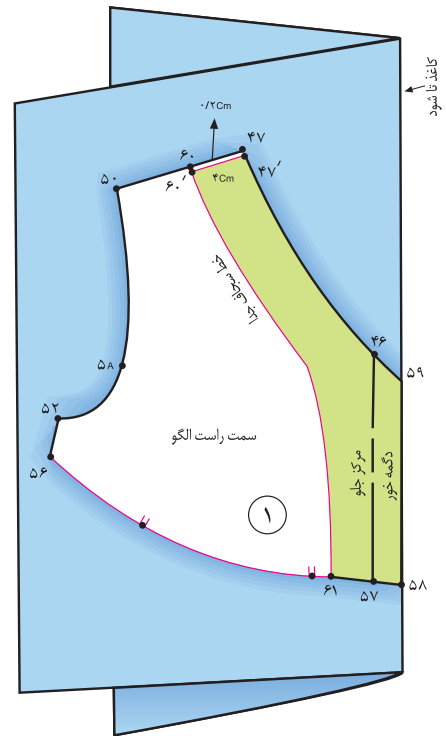 کاغذ تا شود
۰/۲Cm
۴۷
۶۰
۴۷′
۶۰′
۴Cm
۵۰
خط سجاف جدا
۴۶
۵A
۵۹
۵۲
سمت راست الگو
مرکز جلو
دگمه خور
۵۶
۱
۶۱
۵۷
۵۸